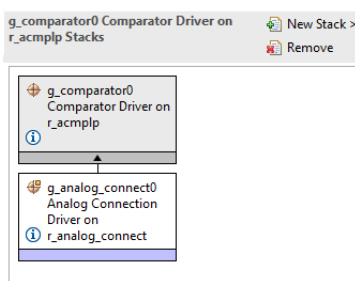 g_comparator0 Comparator Driver on
r_acmplp Stacks
New Stack >
Remove
g_comparator0
Comparator Driver on
r_acmplp
g_analog_connect0
Analog Connection
Driver on
r_analog_connect